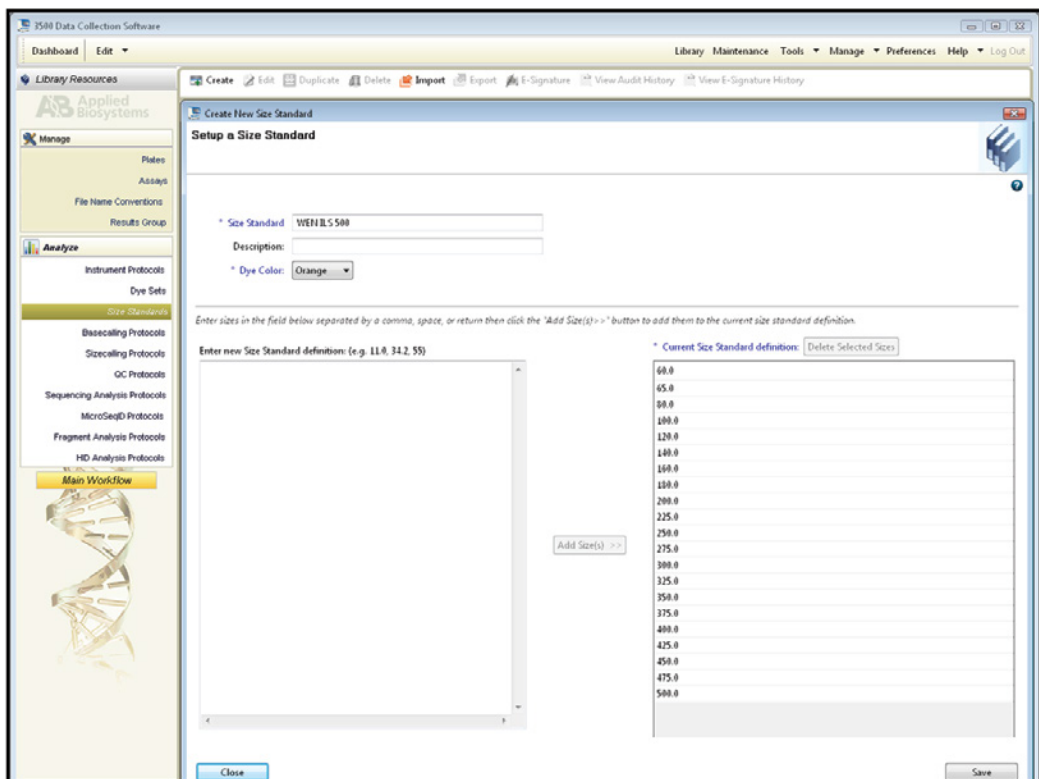 3500 Data Collection Software
Dashboard Edit Library Maintenance Tools Manage Preferences Help Log Out
Library Resources
Create Edit Duplicate Delete Import Export E-Signature View Audit History View E-Signature History
AB Applied Biosystems
Manage
Plates
Assays
File Name Conventions
Results Group
Analyze
Instrument Protocols
Dye Sets
Size Standards
Basecalling Protocols
Sizecalling Protocols
QC Protocols
Sequencing Analysis Protocols
MicroSeqID Protocols
Fragment Analysis Protocols
HID Analysis Protocols
Main Workflow
Create New Size Standard
Setup a Size Standard
* Size Standard WEN ILS 500
Description:
* Dye Color: Orange
Enter sizes in the field below separated by a comma, space, or return then click the "Add Size(s)>>" button to add them to the current size standard definition.
Enter new Size Standard definition: (e.g. 11.0, 34.2, 55)
Add Size(s) >>
* Current Size Standard definition: Delete Selected Sizes
60.0
65.0
80.0
100.0
120.0
140.0
160.0
180.0
200.0
225.0
250.0
275.0
300.0
325.0
350.0
375.0
400.0
425.0
450.0
475.0
500.0
Close Save